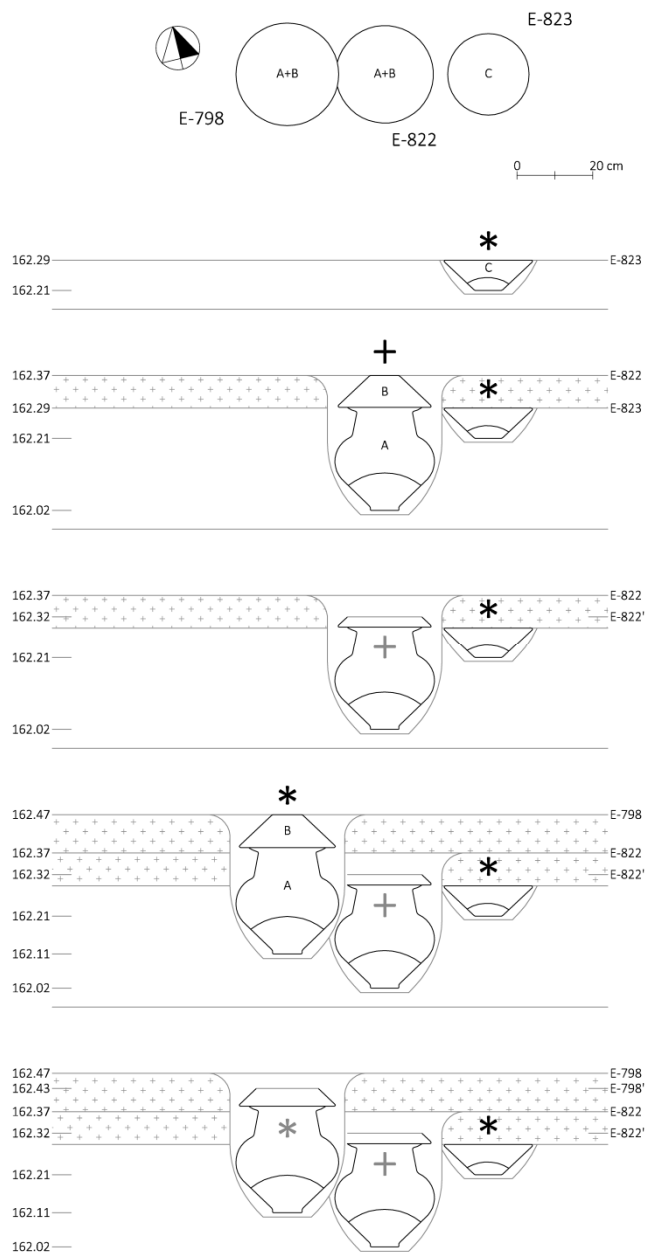 E-823
A+B A+B C
E-798
E-822
0 20 cm
162.29 E-823
C
162.21
162.37 E-822
B
162.29 E-823
162.21 A
162.02
162.37 E-822
162.32 E-822'
162.21
162.02
162.47 E-798
B
162.37 E-822
162.32 E-822'
A
162.21
162.11
162.02
162.47 E-798
162.43 E-798'
162.37 E-822
162.32 E-822'
162.21
162.11
162.02